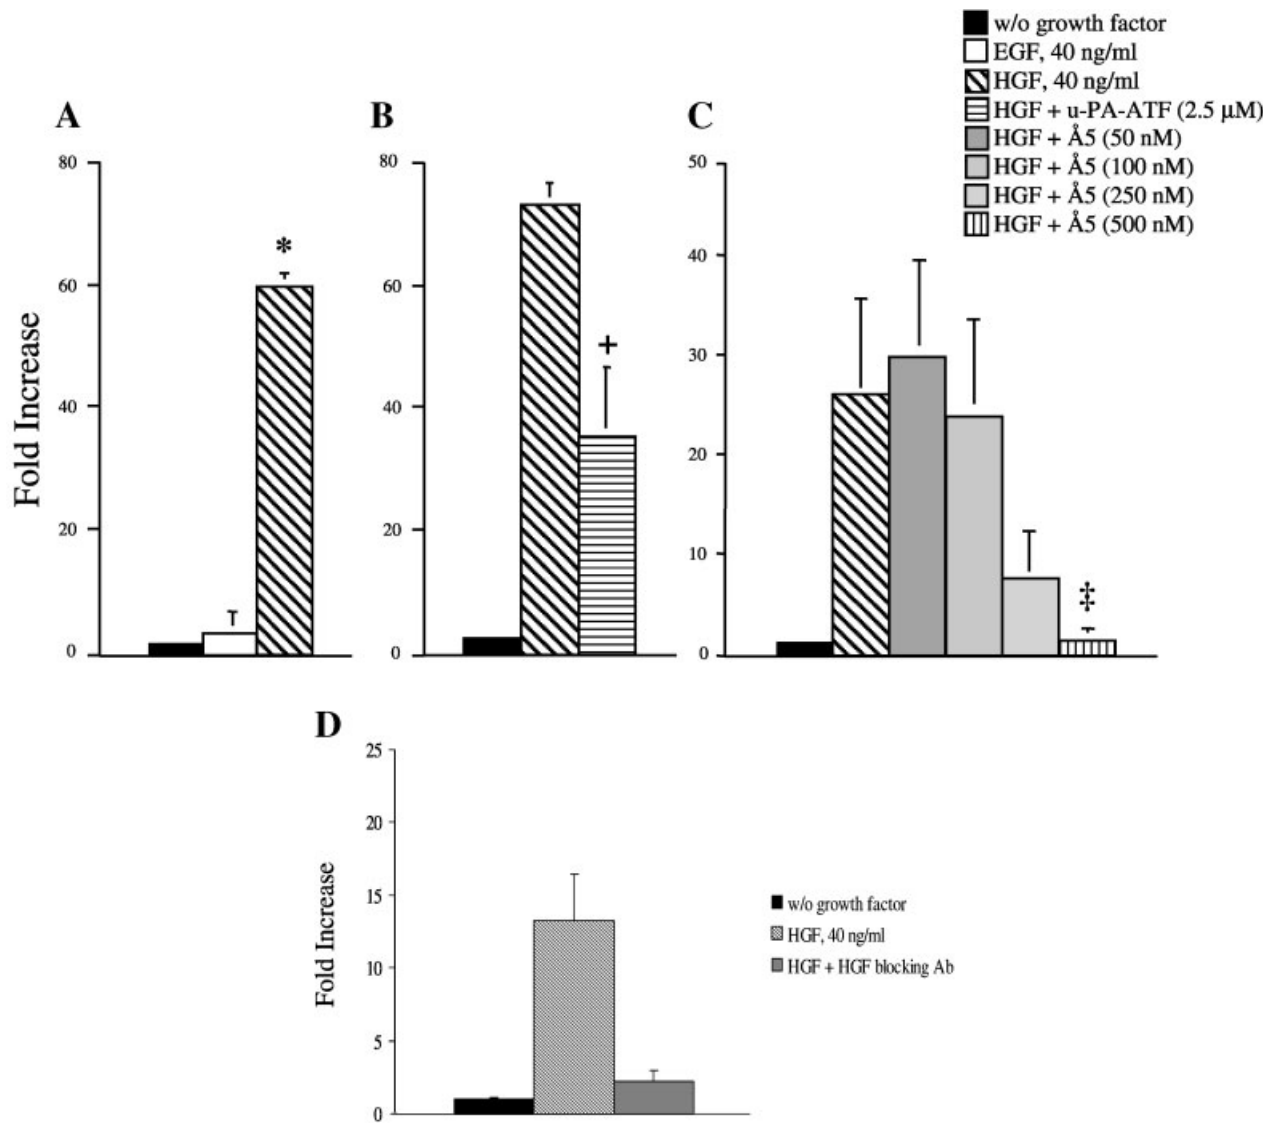 w/o growth factor
EGF, 40 ng/ml
HGF, 40 ng/ml
HGF + u-PA-ATF (2.5 μM)
HGF + Å5 (50 nM)
HGF + Å5 (100 nM)
HGF + Å5 (250 nM)
HGF + Å5 (500 nM)
A
80
60
40
20
0
Fold Increase
*
B
80
60
40
20
0
+
C
50
40
30
20
10
0
‡
D
25
20
15
10
5
0
Fold Increase
w/o growth factor
HGF, 40 ng/ml
HGF + HGF blocking Ab